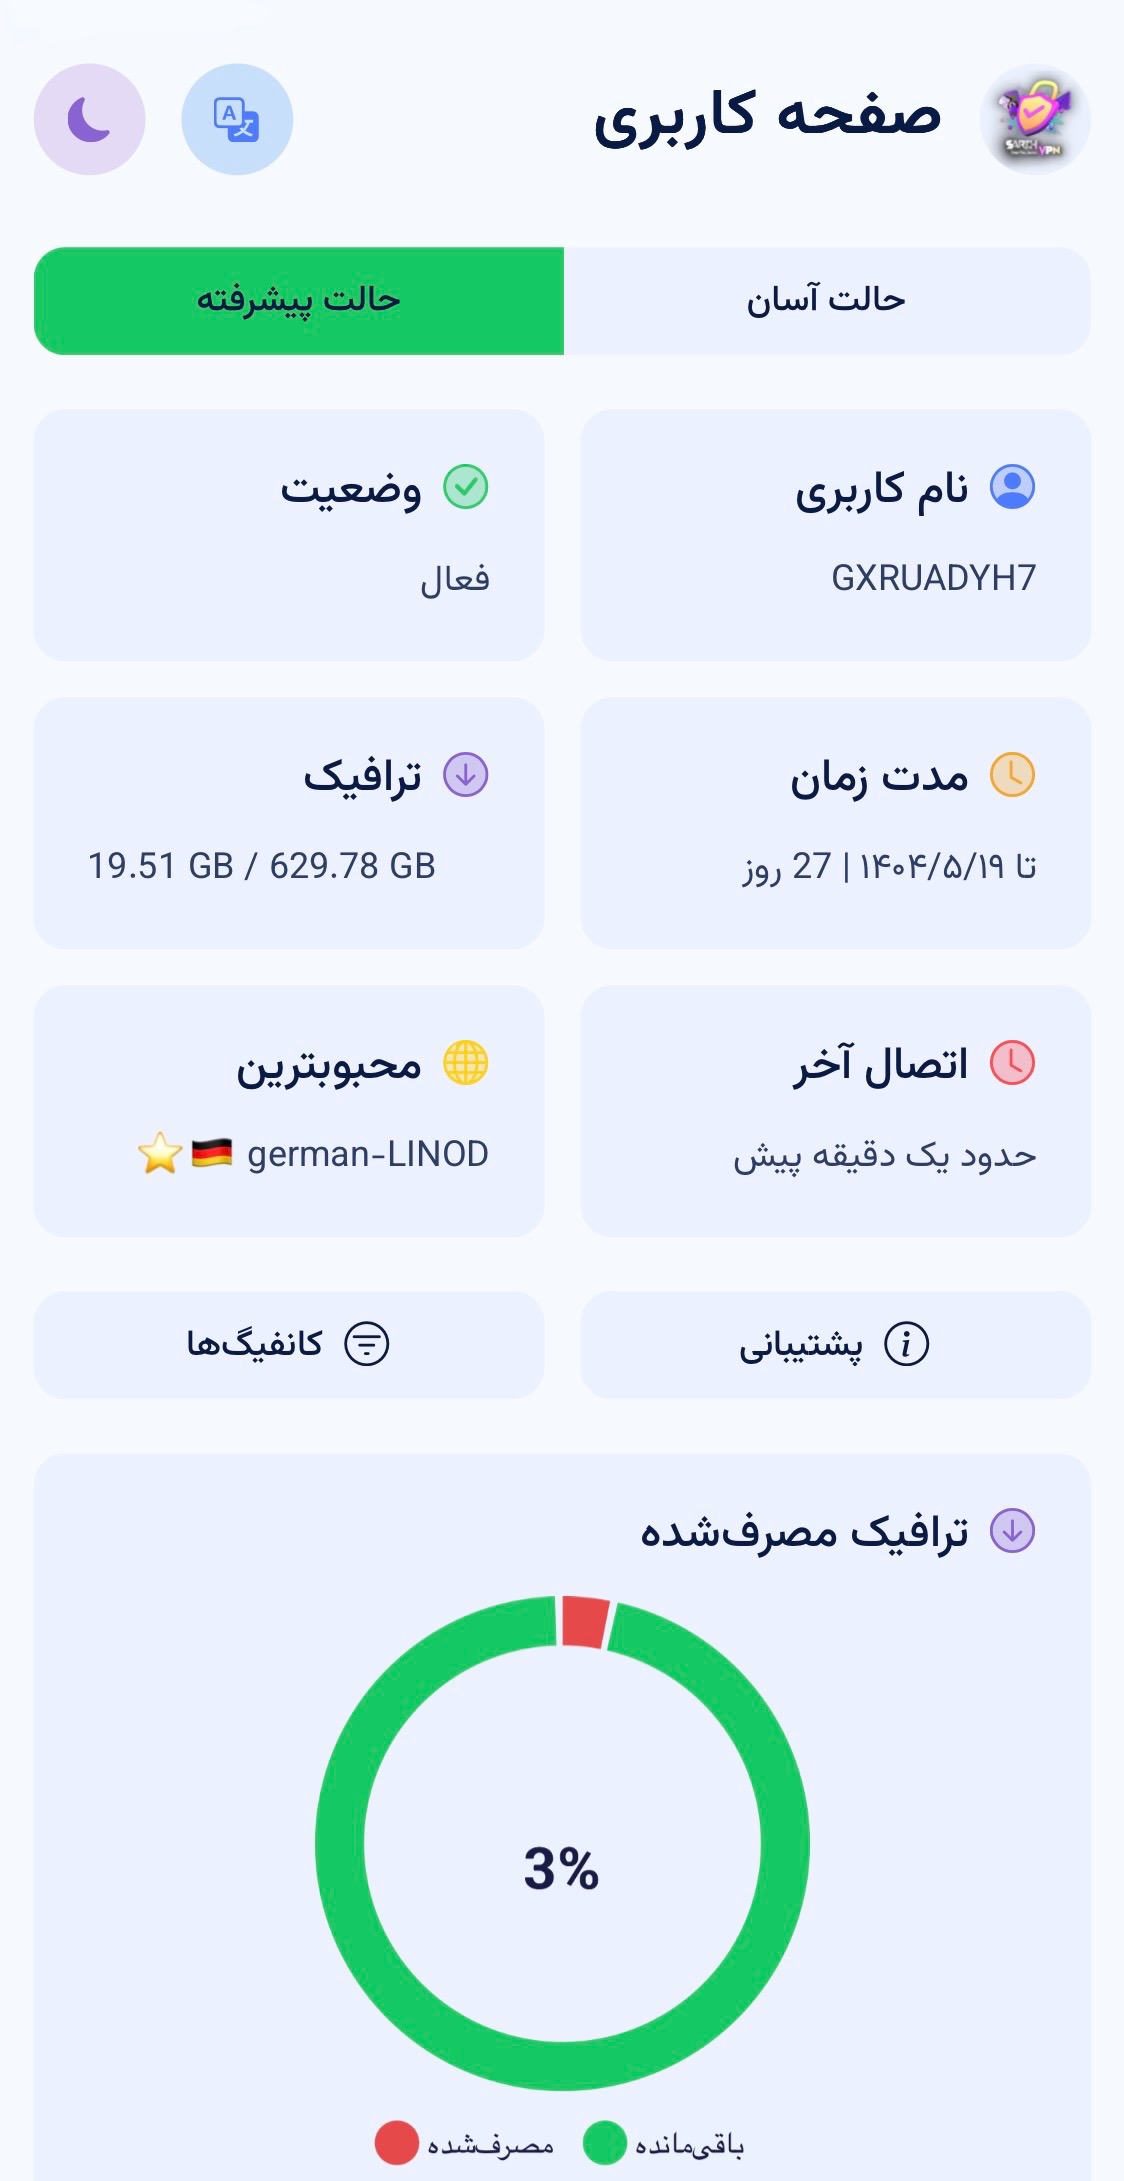 صفحه کاربری
SARTH VPN
حالت آسان
حالت پیشرفته
نام کاربری
GXRUADYH7
وضعیت
فعال
مدت زمان
تا ۱۴۰۴/۵/۱۹ | 27 روز
ترافیک
19.51 GB / 629.78 GB
اتصال آخر
حدود یک دقیقه پیش
محبوبترین
german-LINOD 🇩🇪⭐
پشتیبانی
کانفیگ‌ها
ترافیک مصرف‌شده
3%
باقی‌مانده
مصرف‌شده